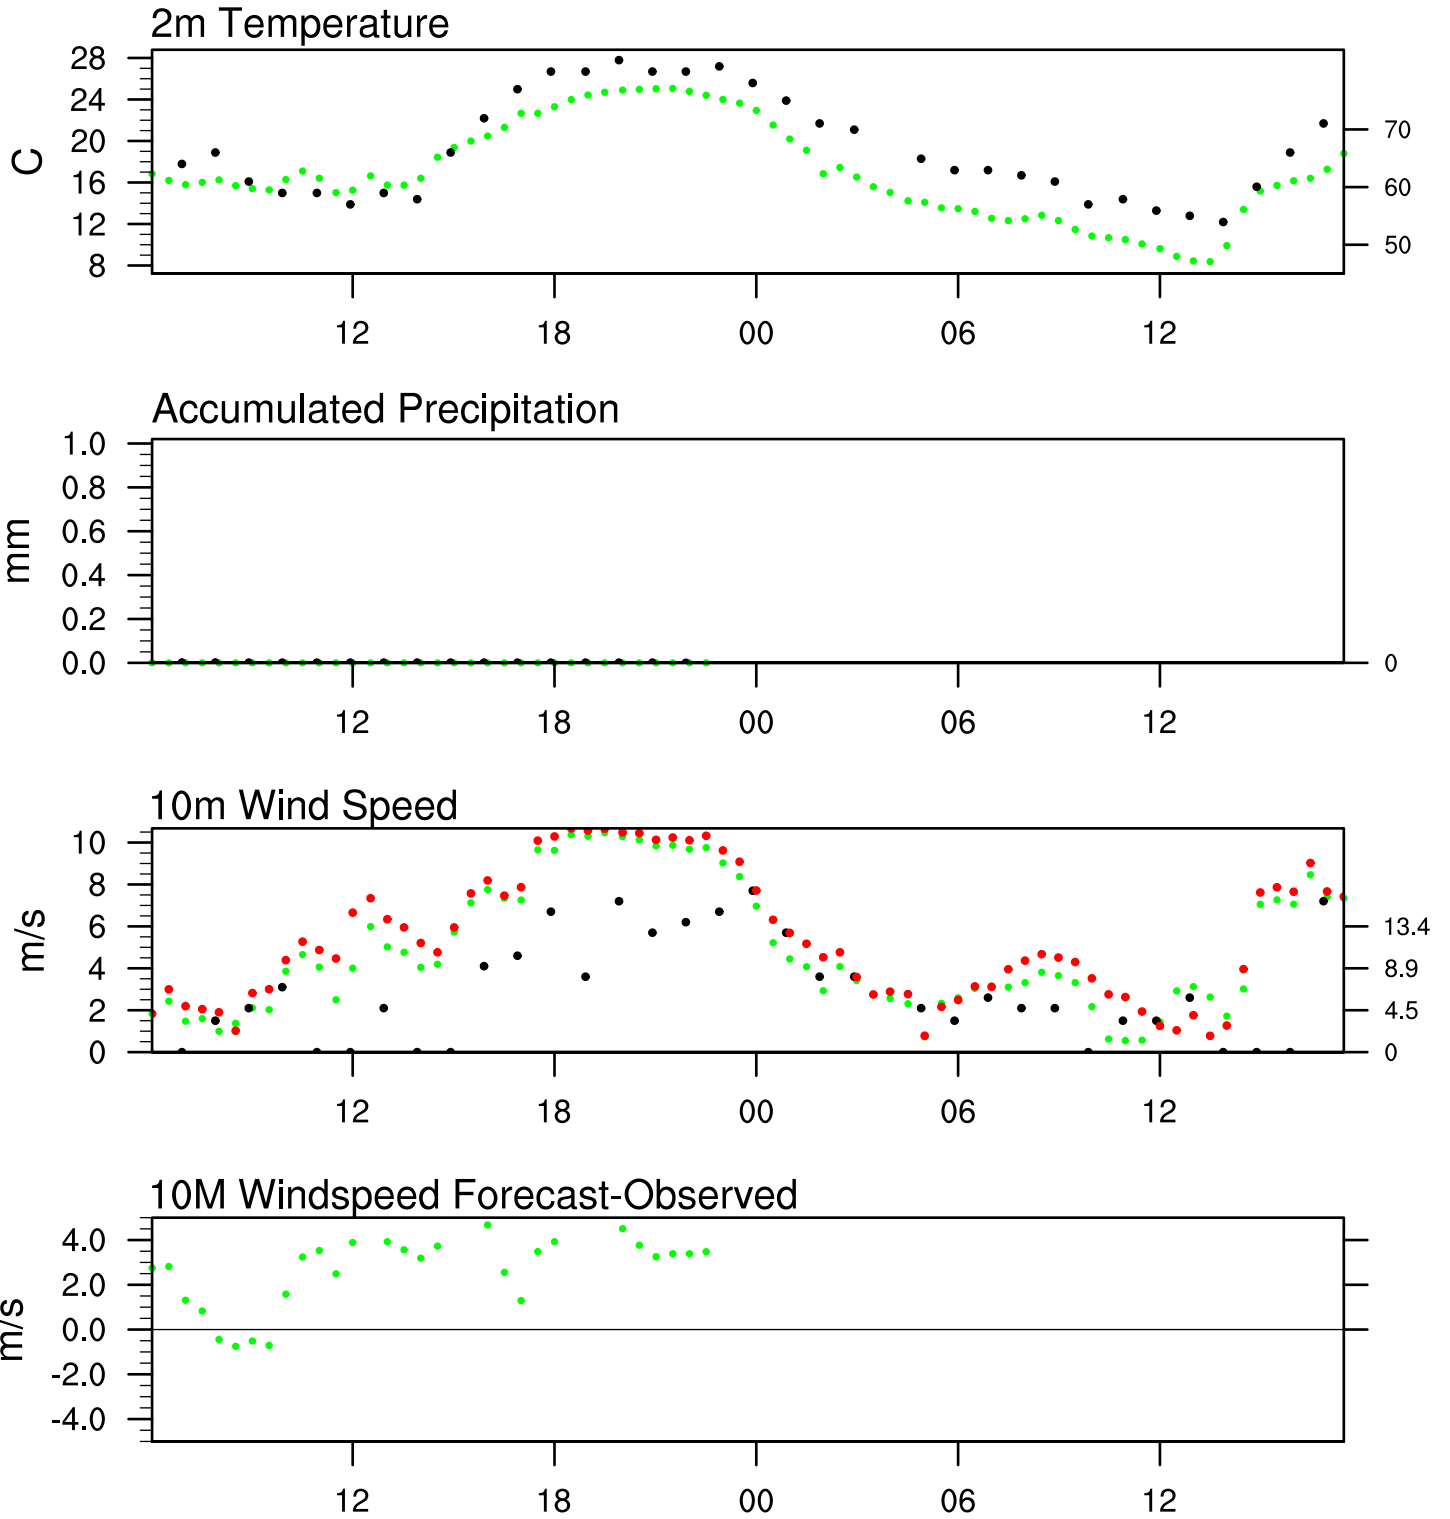 2m Temperature
28
24
20
16
12
8
C
70
60
50
12 18 00 06 12
Accumulated Precipitation
1.0
0.8
0.6
0.4
0.2
0.0
mm
0
12 18 00 06 12
10m Wind Speed
10
8
6
4
2
0
m/s
13.4
8.9
4.5
0
12 18 00 06 12
10M Windspeed Forecast-Observed
4.0
2.0
0.0
-2.0
-4.0
m/s
12 18 00 06 12